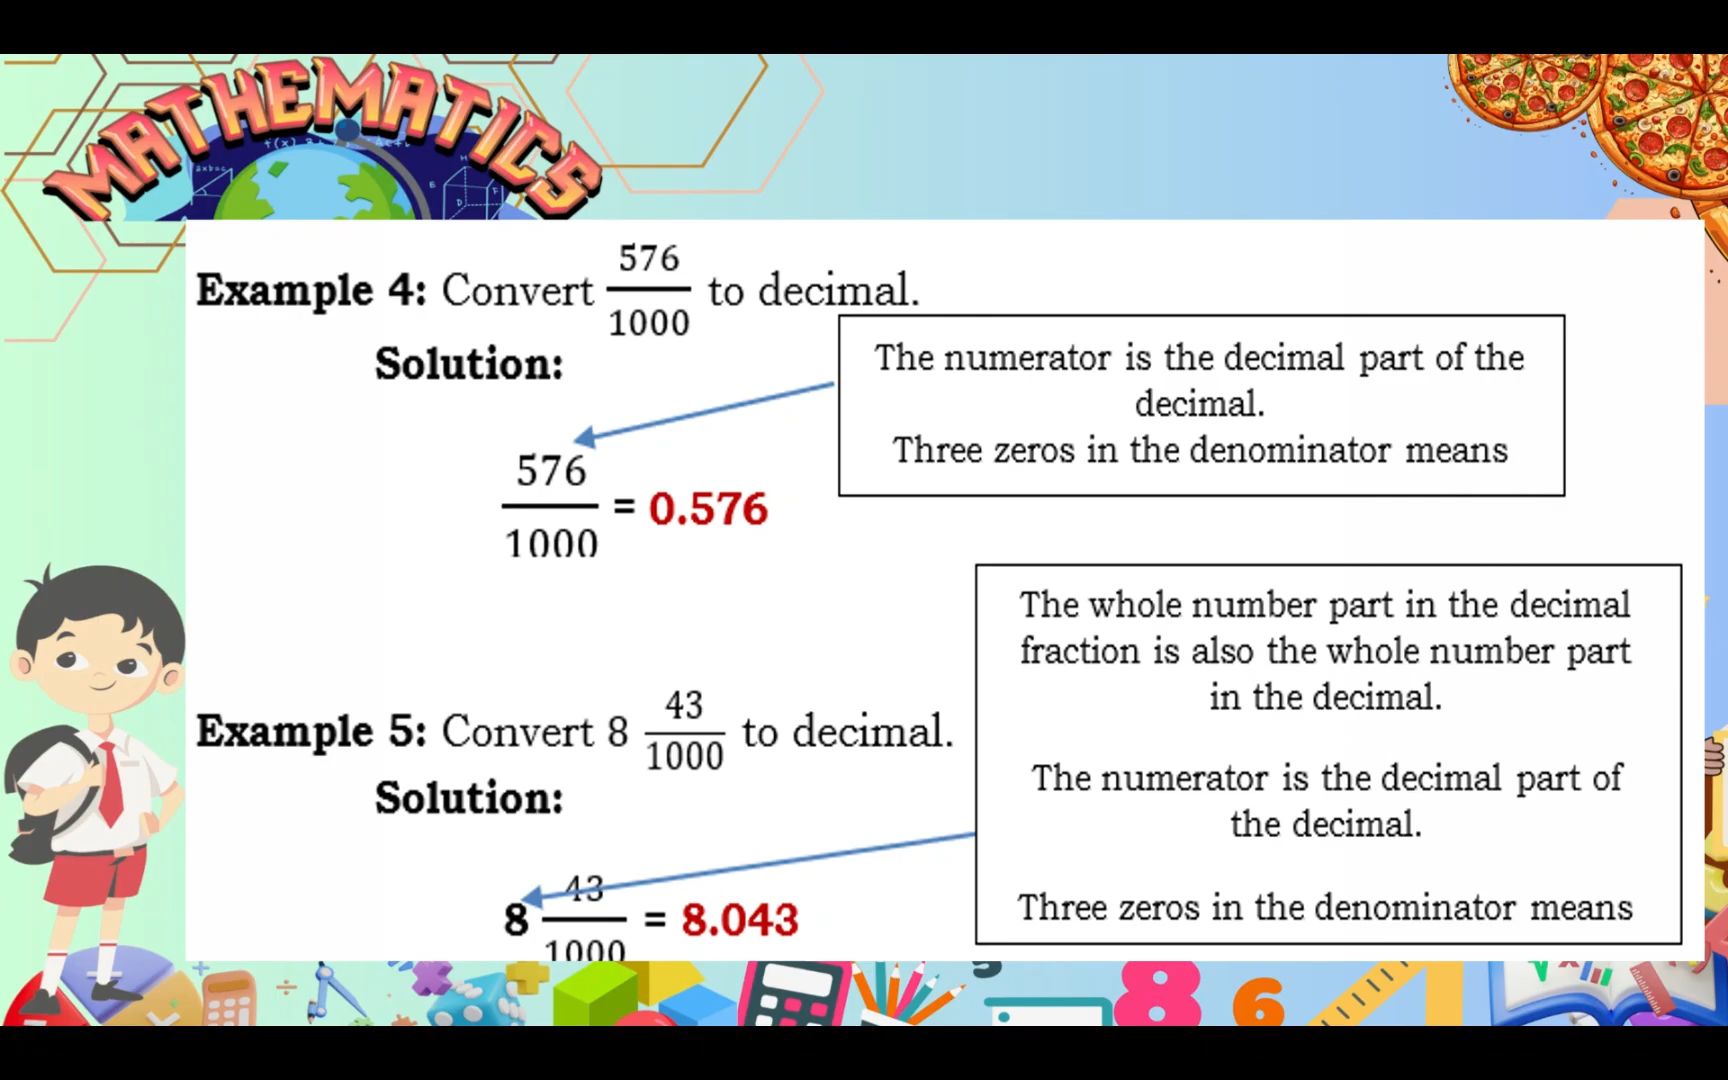 MATHEMATICS
Example 4: Convert 576/1000 to decimal.
Solution:
The numerator is the decimal part of the
decimal.
Three zeros in the denominator means
576/1000 = 0.576
Example 5: Convert 8 43/1000 to decimal.
Solution:
The whole number part in the decimal
fraction is also the whole number part
in the decimal.
The numerator is the decimal part of
the decimal.
Three zeros in the denominator means
8 43/1000 = 8.043
8
6